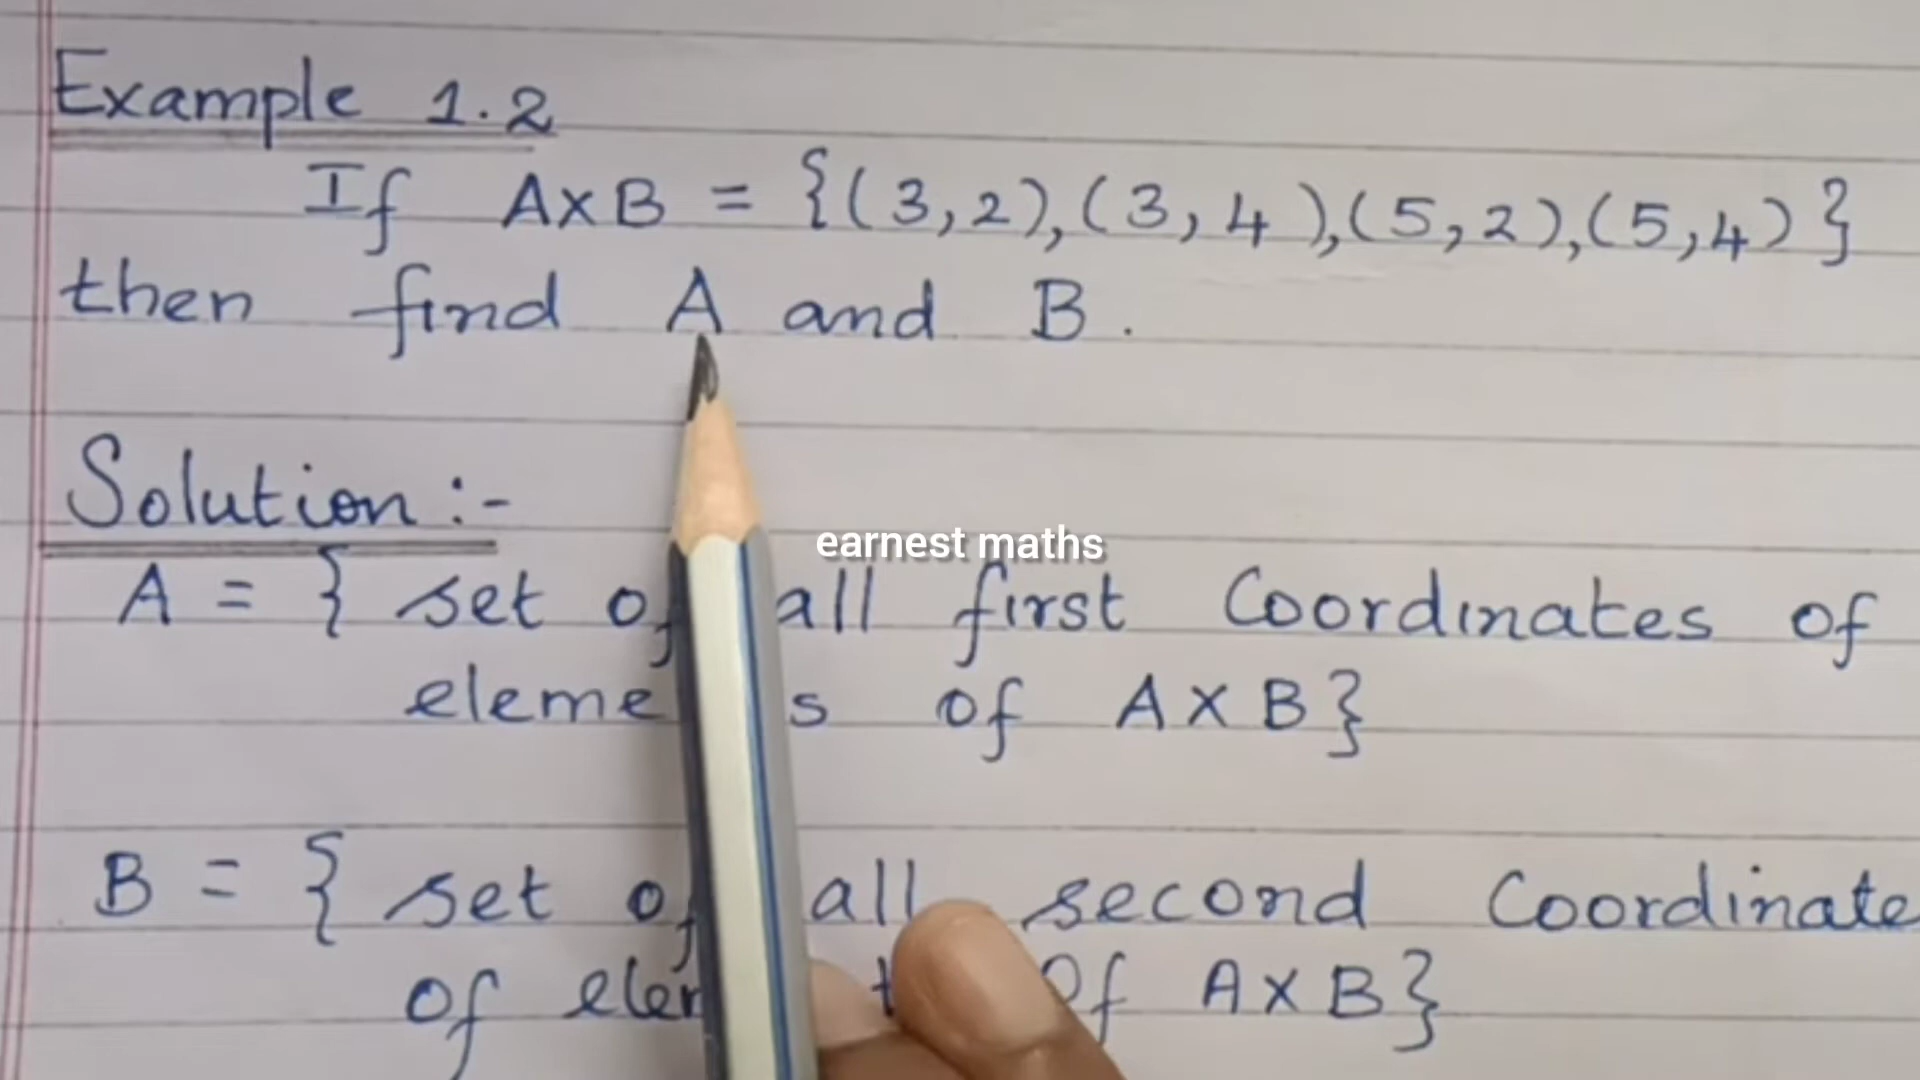 Example 1.2
If A×B = {(3,2),(3,4),(5,2),(5,4)}
then find A and B.
Solution :-
earnest maths
A = { set all first Coordinates of
of A×B}
B = { set all second Coordinate
of of A×B}